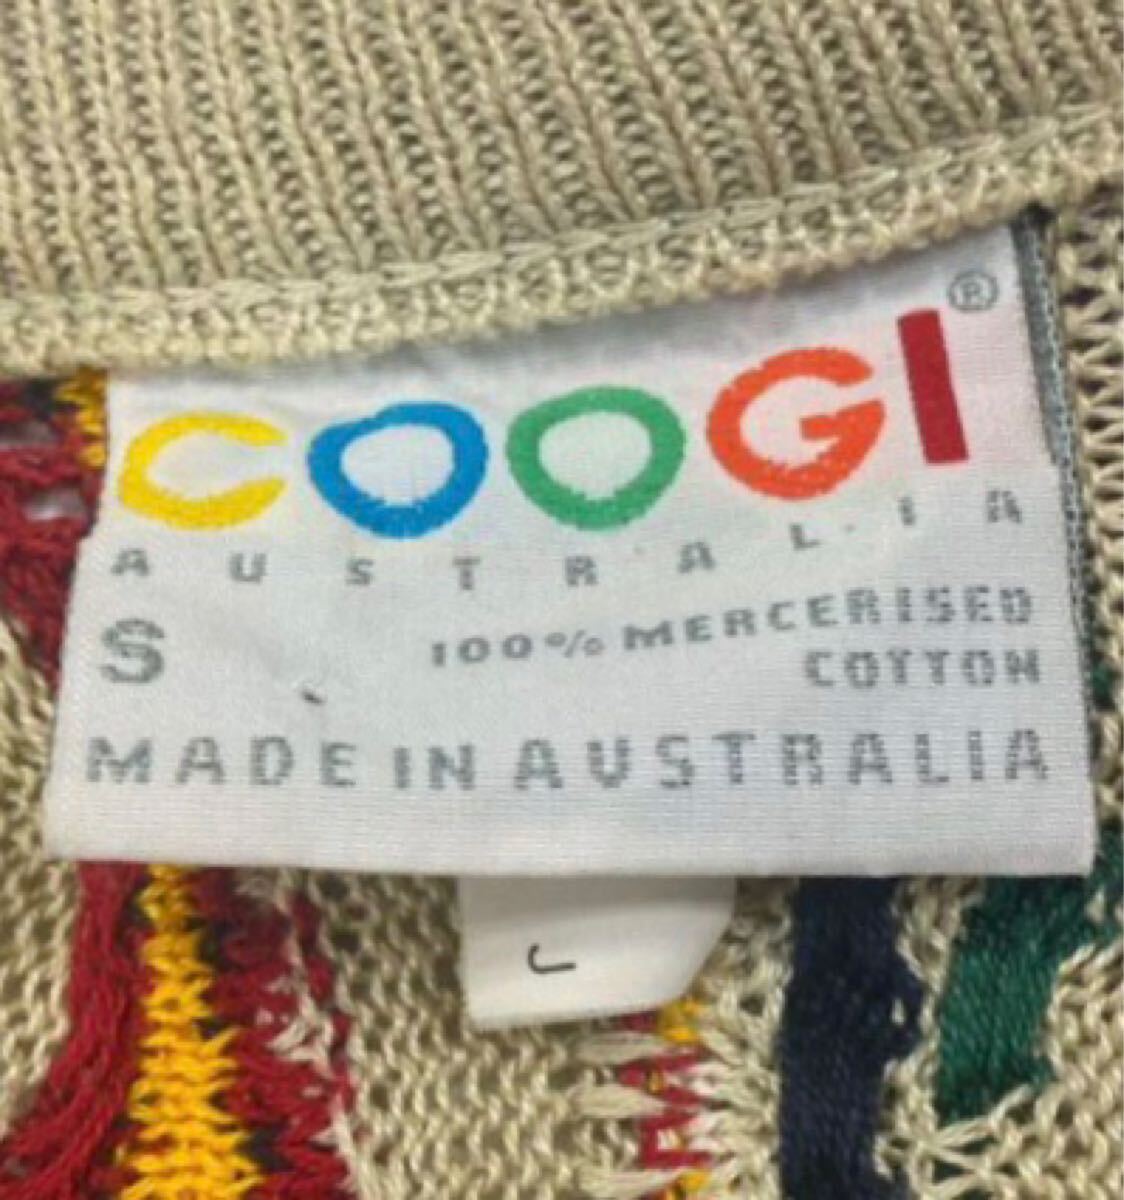 COOGI®
AUSTRALIA
S 100% MERCERISED
COTTON
MADE IN AUSTRALIA